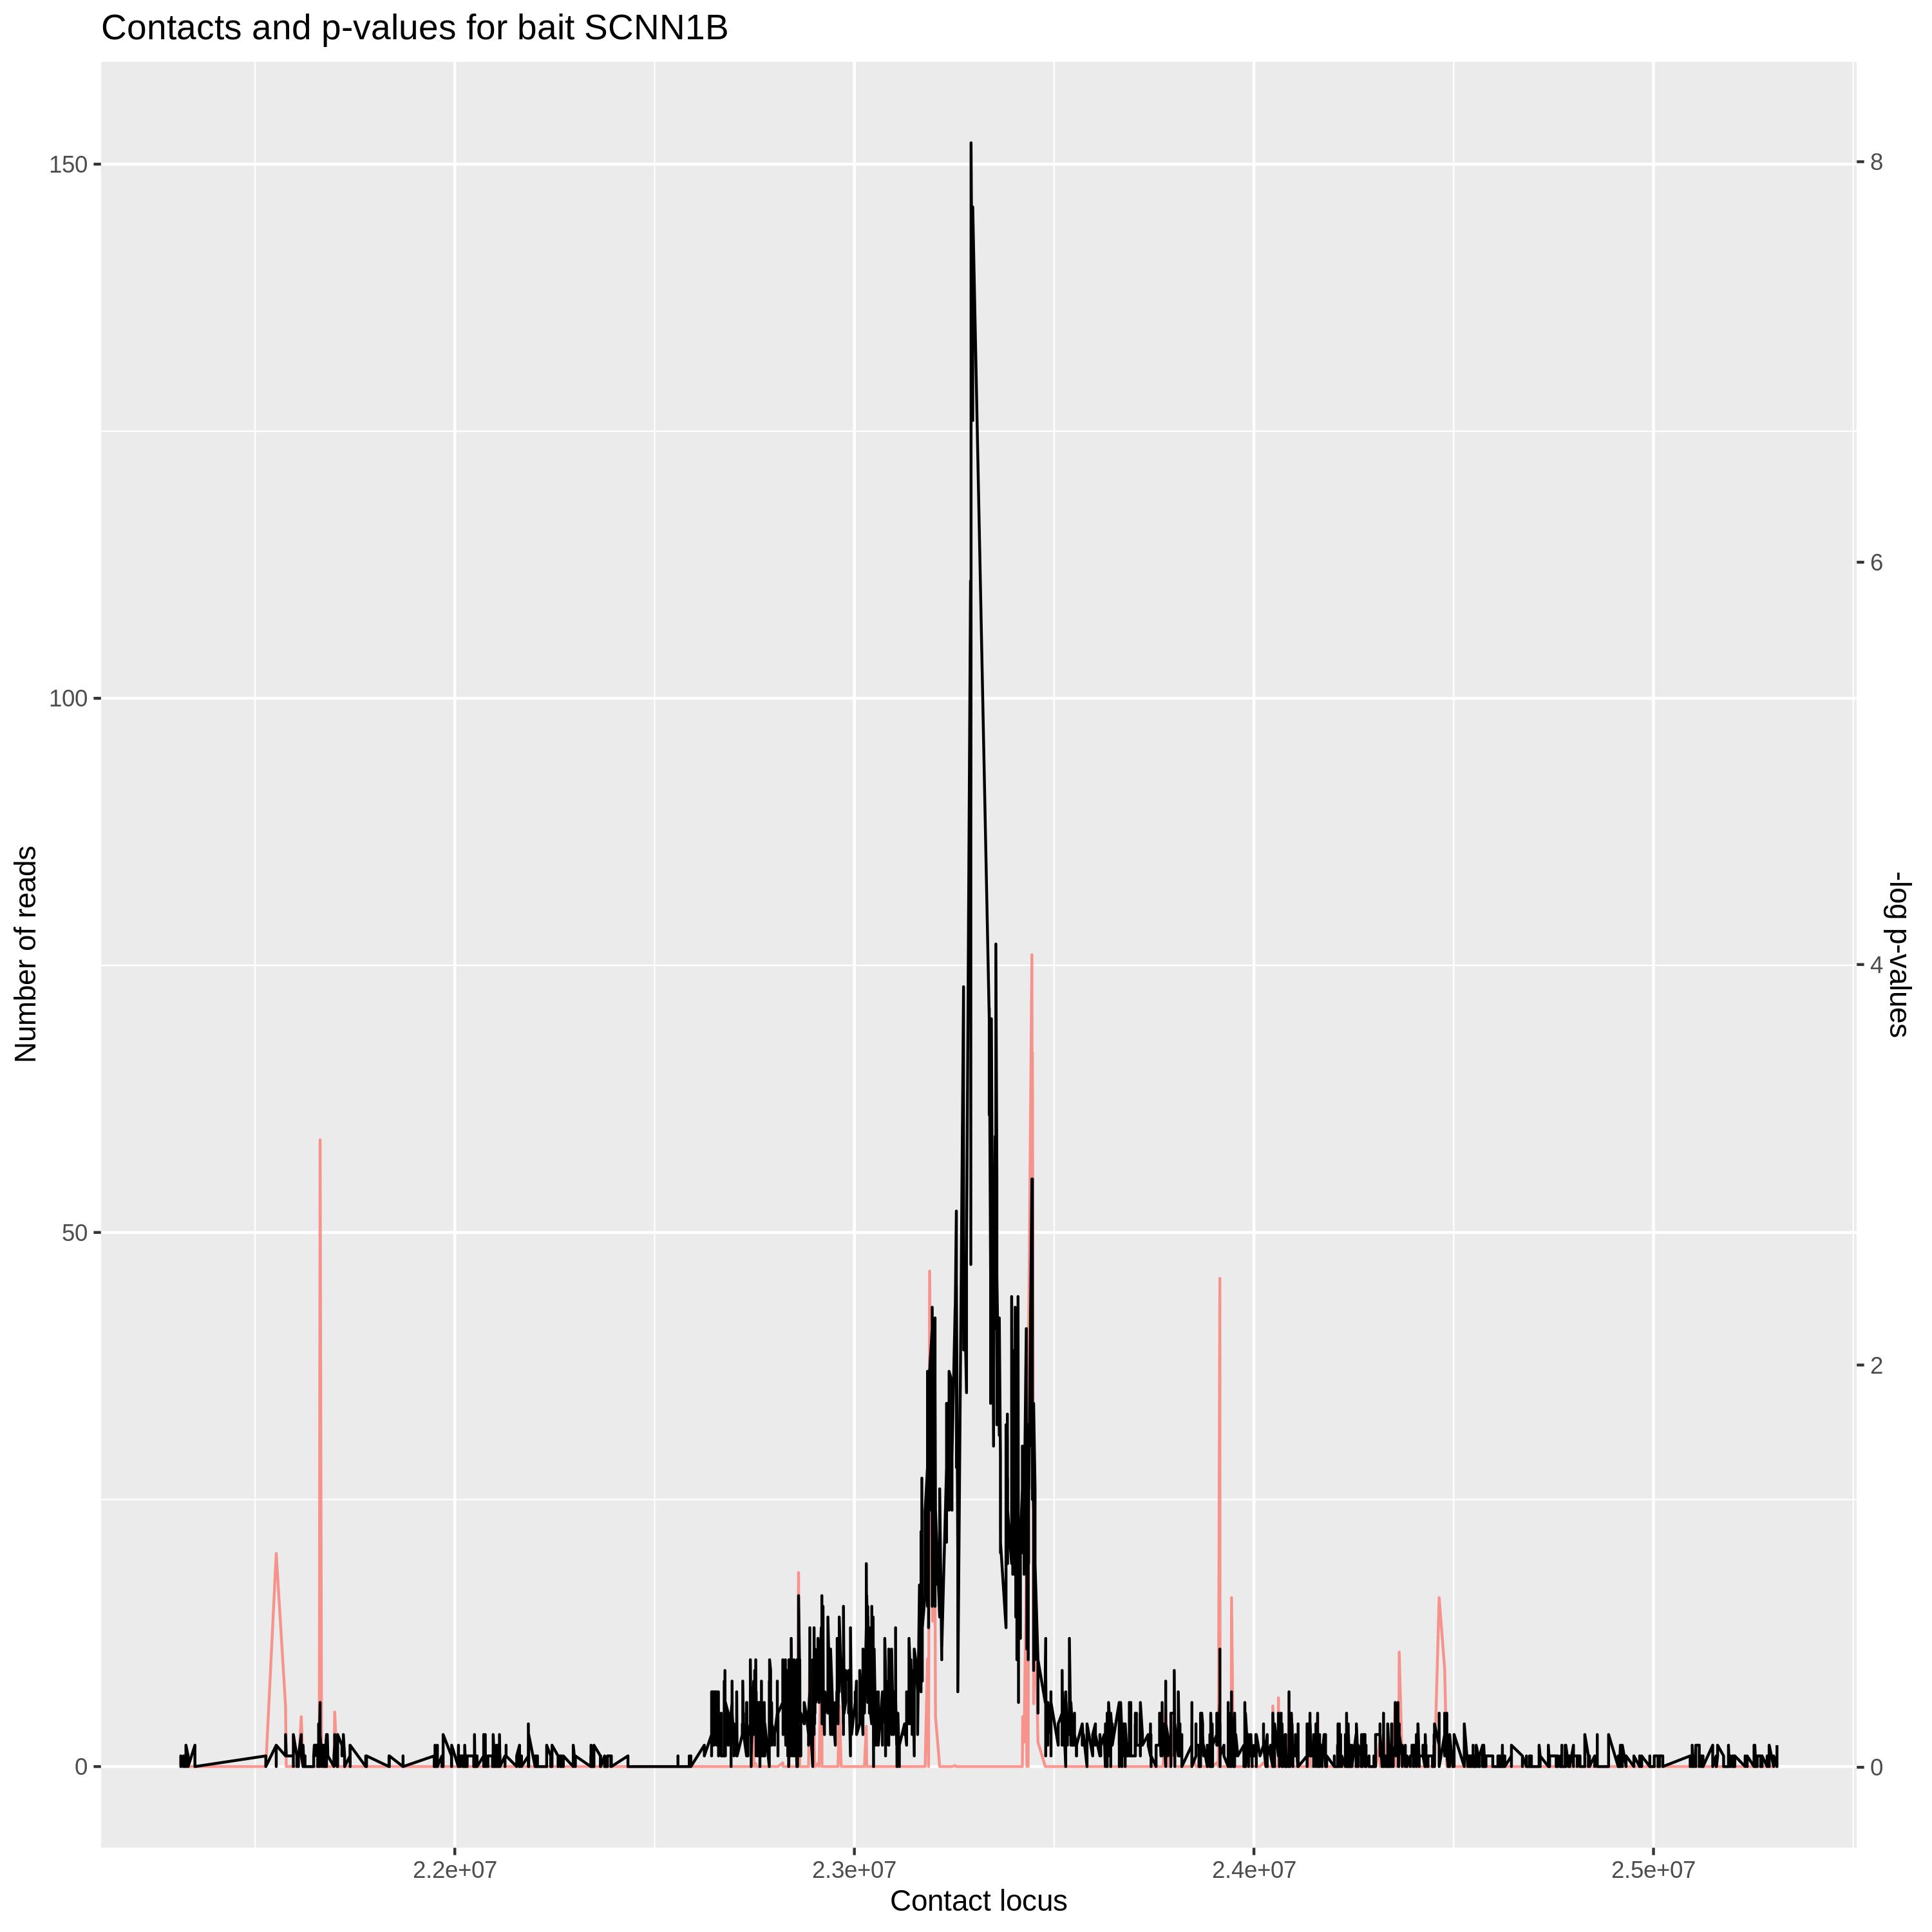 Contacts and p-values for bait SCNN1B
150
100
50
0
Number of reads
8
6
4
2
0
-log p-values
2.2e+07
2.3e+07
2.4e+07
2.5e+07
Contact locus